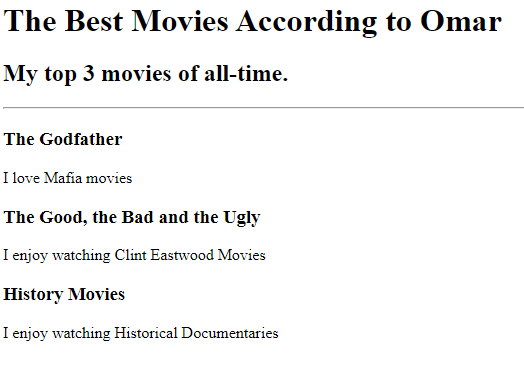 The Best Movies According to Omar
My top 3 movies of all-time.
The Godfather
I love Mafia movies
The Good, the Bad and the Ugly
I enjoy watching Clint Eastwood Movies
History Movies
I enjoy watching Historical Documentaries